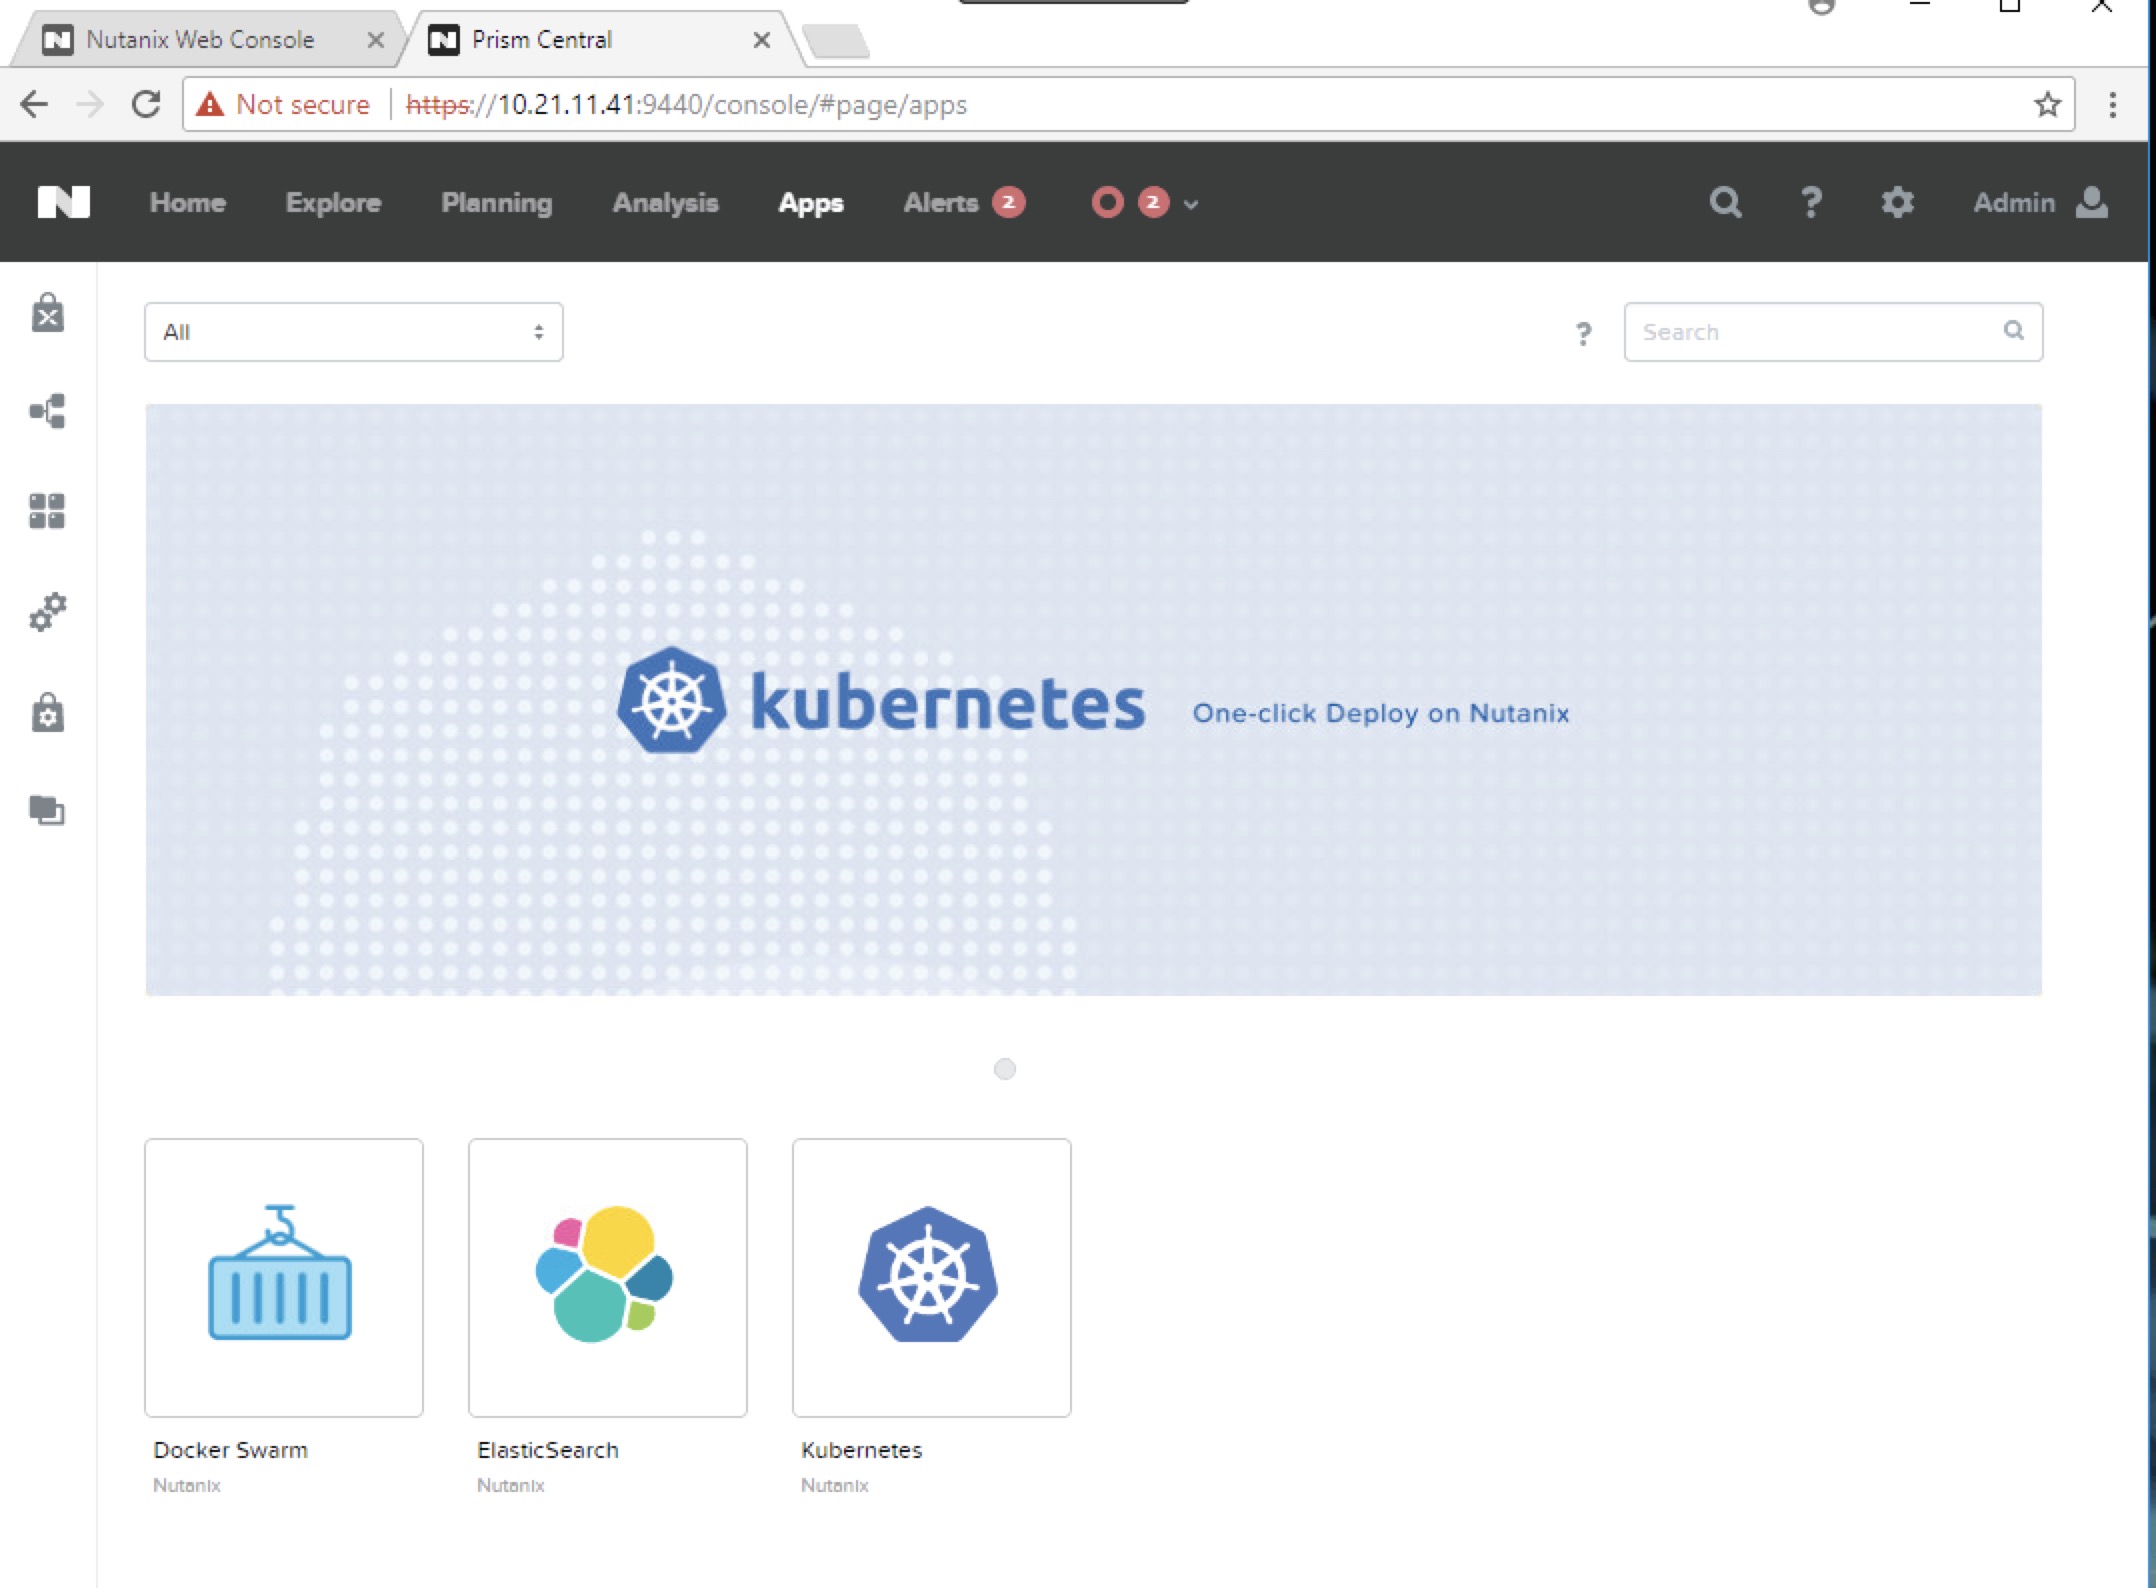 Nutanix Web Console
Prism Central
Not secure https://10.21.11.41:9440/console/#page/apps
N Home Explore Planning Analysis Apps Alerts 2 2 ? Admin
All ? Search
kubernetes One-click Deploy on Nutanix
Docker Swarm
Nutanix
ElasticSearch
Nutanix
Kubernetes
Nutanix